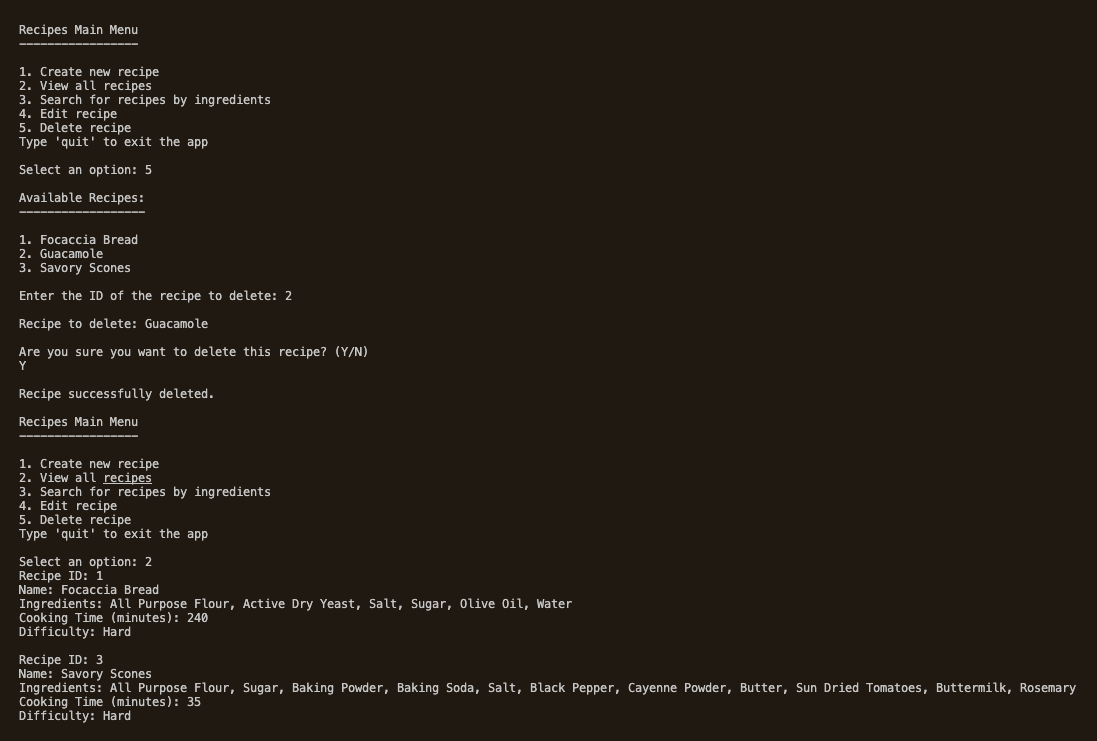 Recipes Main Menu
-----------------
1. Create new recipe
2. View all recipes
3. Search for recipes by ingredients
4. Edit recipe
5. Delete recipe
Type 'quit' to exit the app
Select an option: 5
Available Recipes:
------------------
1. Focaccia Bread
2. Guacamole
3. Savory Scones
Enter the ID of the recipe to delete: 2
Recipe to delete: Guacamole
Are you sure you want to delete this recipe? (Y/N)
Y
Recipe successfully deleted.
Recipes Main Menu
-----------------
1. Create new recipe
2. View all recipes
3. Search for recipes by ingredients
4. Edit recipe
5. Delete recipe
Type 'quit' to exit the app
Select an option: 2
Recipe ID: 1
Name: Focaccia Bread
Ingredients: All Purpose Flour, Active Dry Yeast, Salt, Sugar, Olive Oil, Water
Cooking Time (minutes): 240
Difficulty: Hard
Recipe ID: 3
Name: Savory Scones
Ingredients: All Purpose Flour, Sugar, Baking Powder, Baking Soda, Salt, Black Pepper, Cayenne Powder, Butter, Sun Dried Tomatoes, Buttermilk, Rosemary
Cooking Time (minutes): 35
Difficulty: Hard